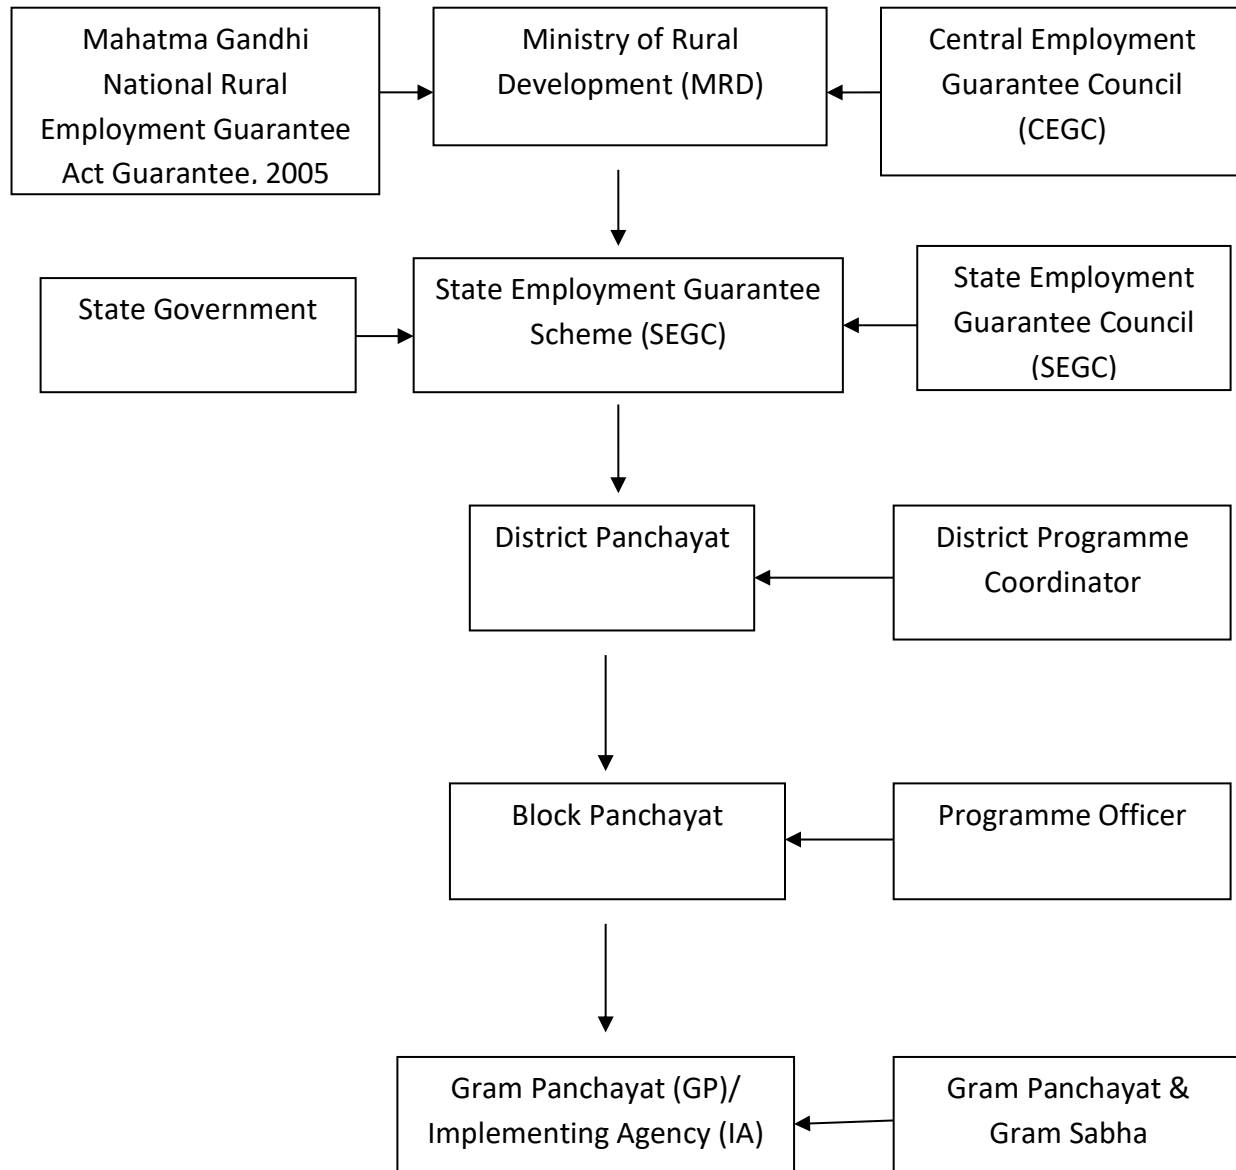 Mahatma Gandhi
National Rural
Employment Guarantee
Act Guarantee, 2005
Ministry of Rural
Development (MRD)
Central Employment
Guarantee Council
(CEGC)
State Government
State Employment Guarantee
Scheme (SEGC)
State Employment
Guarantee Council
(SEGC)
District Panchayat
District Programme
Coordinator
Block Panchayat
Programme Officer
Gram Panchayat (GP)/
Implementing Agency (IA)
Gram Panchayat &
Gram Sabha